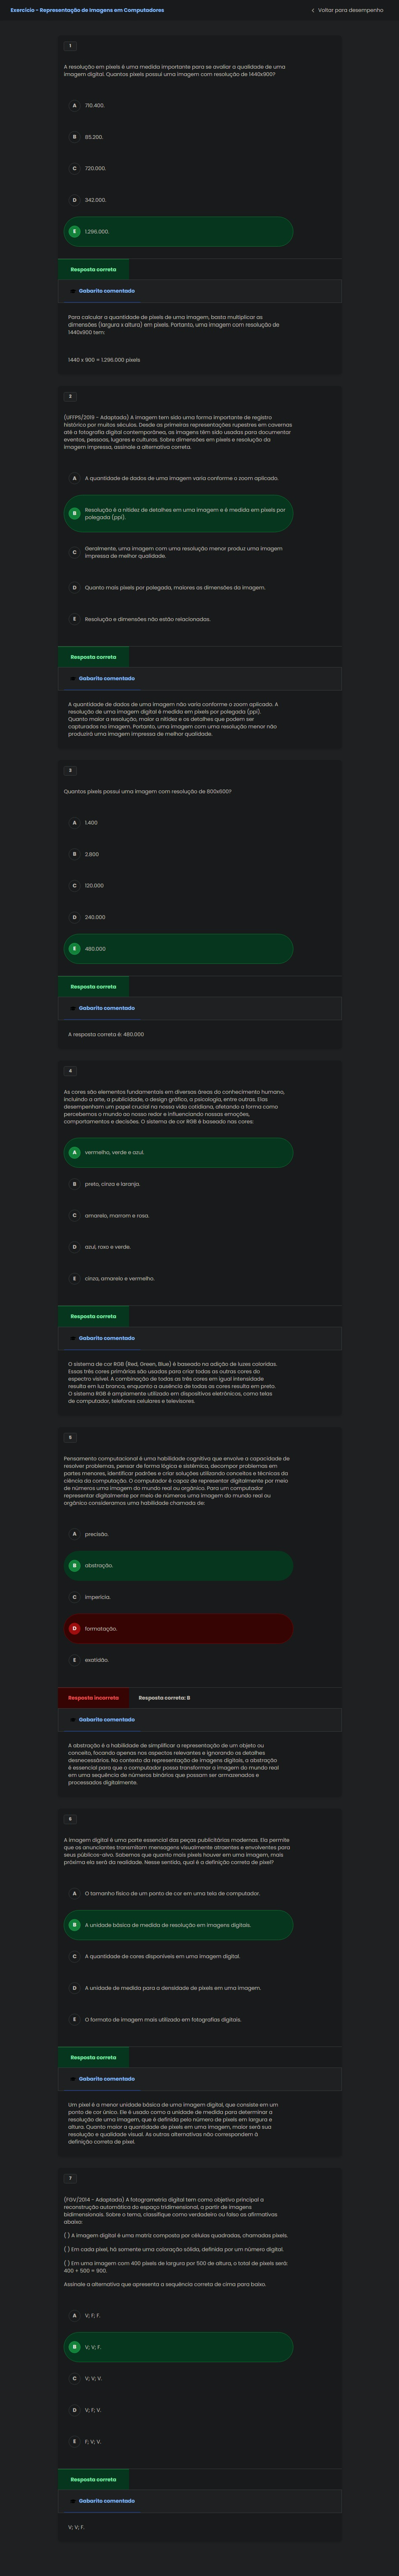 Exercício - Representação de Imagens em Computadores
Voltar para desempenho
1
A resolução em pixels é uma medida importante para se avaliar a qualidade de uma
imagem digital. Quantos pixels possui uma imagem com resolução de 1440x900?
A 710.400.
B 85.200.
C 720.000.
D 342.000.
E 1.296.000.
Resposta correta
Gabarito comentado
Para calcular a quantidade de pixels de uma imagem, basta multiplicar as
dimensões (largura x altura) em pixels. Portanto, uma imagem com resolução de
1440x900 tem:
1440 x 900 = 1.296.000 pixels
2
(UFFPS/2019 - Adaptada) A imagem tem sido uma forma importante de registro
histórico por muitos séculos. Desde as primeiras representações rupestres em cavernas
até a fotografia digital contemporânea, as imagens têm sido usadas para documentar
eventos, pessoas, lugares e culturas. Sobre dimensões em pixels e resolução da
imagem impressa, assinale a alternativa correta.
A A quantidade de dados de uma imagem varia conforme o zoom aplicado.
B Resolução é a nitidez de detalhes em uma imagem e é medida em pixels por
polegada (ppi).
C Geralmente, uma imagem com uma resolução menor produz uma imagem
impressa de melhor qualidade.
D Quanto mais pixels por polegada, maiores as dimensões da imagem.
E Resolução e dimensões não estão relacionadas.
Resposta correta
Gabarito comentado
A quantidade de dados de uma imagem não varia conforme o zoom aplicado. A
resolução de uma imagem digital é medida em pixels por polegada (ppi).
Quanto maior a resolução, maior a nitidez e os detalhes que podem ser
capturados na imagem. Portanto, uma imagem com uma resolução menor não
produzirá uma imagem impressa de melhor qualidade.
3
Quantos pixels possui uma imagem com resolução de 800x600?
A 1.400
B 2.800
C 120.000
D 240.000
E 480.000
Resposta correta
Gabarito comentado
A resposta correta é: 480.000
4
As cores são elementos fundamentais em diversas áreas do conhecimento humano,
incluindo a arte, a publicidade, o design gráfico, a psicologia, entre outras. Elas
desempenham um papel crucial na nossa vida cotidiana, afetando a forma como
percebemos o mundo ao nosso redor e influenciando nossas emoções,
comportamentos e decisões. O sistema de cor RGB é baseado nas cores:
A vermelho, verde e azul.
B preto, cinza e laranja.
C amarelo, marrom e rosa.
D azul, roxo e verde.
E cinza, amarelo e vermelho.
Resposta correta
Gabarito comentado
O sistema de cor RGB (Red, Green, Blue) é baseado na adição de luzes coloridas.
Essas três cores primárias são usadas para criar todas as outras cores do
espectro visível. A combinação de todas as três cores em igual intensidade
resulta em luz branca, enquanto a ausência de todas as cores resulta em preto.
O sistema RGB é amplamente utilizado em dispositivos eletrônicos, como telas
de computador, telefones celulares e televisores.
5
Pensamento computacional é uma habilidade cognitiva que envolve a capacidade de
resolver problemas, pensar de forma lógica e sistêmica, decompor problemas em
partes menores, identificar padrões e criar soluções utilizando conceitos e técnicas da
ciência da computação. O computador é capaz de representar digitalmente por meio
de números uma imagem do mundo real ou orgânico. Para um computador
representar digitalmente por meio de números uma imagem do mundo real ou
orgânico consideramos uma habilidade chamada de:
A precisão.
B abstração.
C imperícia.
D formatação.
E exatidão.
Resposta incorreta
Resposta correta: B
Gabarito comentado
A abstração é a habilidade de simplificar a representação de um objeto ou
conceito, focando apenas nos aspectos relevantes e ignorando os detalhes
desnecessários. No contexto da representação de imagens digitais, a abstração
é essencial para que o computador possa transformar a imagem do mundo real
em uma sequência de números binários que possam ser armazenados e
processados digitalmente.
6
A imagem digital é uma parte essencial das peças publicitárias modernas. Ela permite
que os anunciantes transmitam mensagens visualmente atraentes e envolventes para
seus públicos-alvo. Sabemos que quanto mais pixels houver em uma imagem, mais
próxima ela será da realidade. Nesse sentido, qual é a definição correta de pixel?
A O tamanho físico de um ponto de cor em uma tela de computador.
B A unidade básica de medida de resolução em imagens digitais.
C A quantidade de cores disponíveis em uma imagem digital.
D A unidade de medida para a densidade de pixels em uma imagem.
E O formato de imagem mais utilizado em fotografias digitais.
Resposta correta
Gabarito comentado
Um pixel é a menor unidade básica de uma imagem digital, que consiste em um
ponto de cor único. Ele é usado como a unidade de medida para determinar a
resolução de uma imagem, que é definida pelo número de pixels em largura e
altura. Quanto maior a quantidade de pixels em uma imagem, maior será sua
resolução e qualidade visual. As outras alternativas não correspondem à
definição correta de pixel.
7
(FGV/2014 - Adaptada) A fotogrametria digital tem como objetivo principal a
reconstrução automática do espaço tridimensional, a partir de imagens
bidimensionais. Sobre o tema, classifique como verdadeiro ou falso as afirmativas
abaixo:
( ) A imagem digital é uma matriz composta por células quadradas, chamadas pixels.
( ) Em cada pixel, há somente uma coloração sólida, definida por um número digital.
( ) Em uma imagem com 400 pixels de largura por 500 de altura, o total de pixels será:
400 + 500 = 900.
Assinale a alternativa que apresenta a sequência correta de cima para baixo.
A V; F; F.
B V; V; F.
C V; V; V.
D V; F; V.
E F; V; V.
Resposta correta
Gabarito comentado
V; V; F.